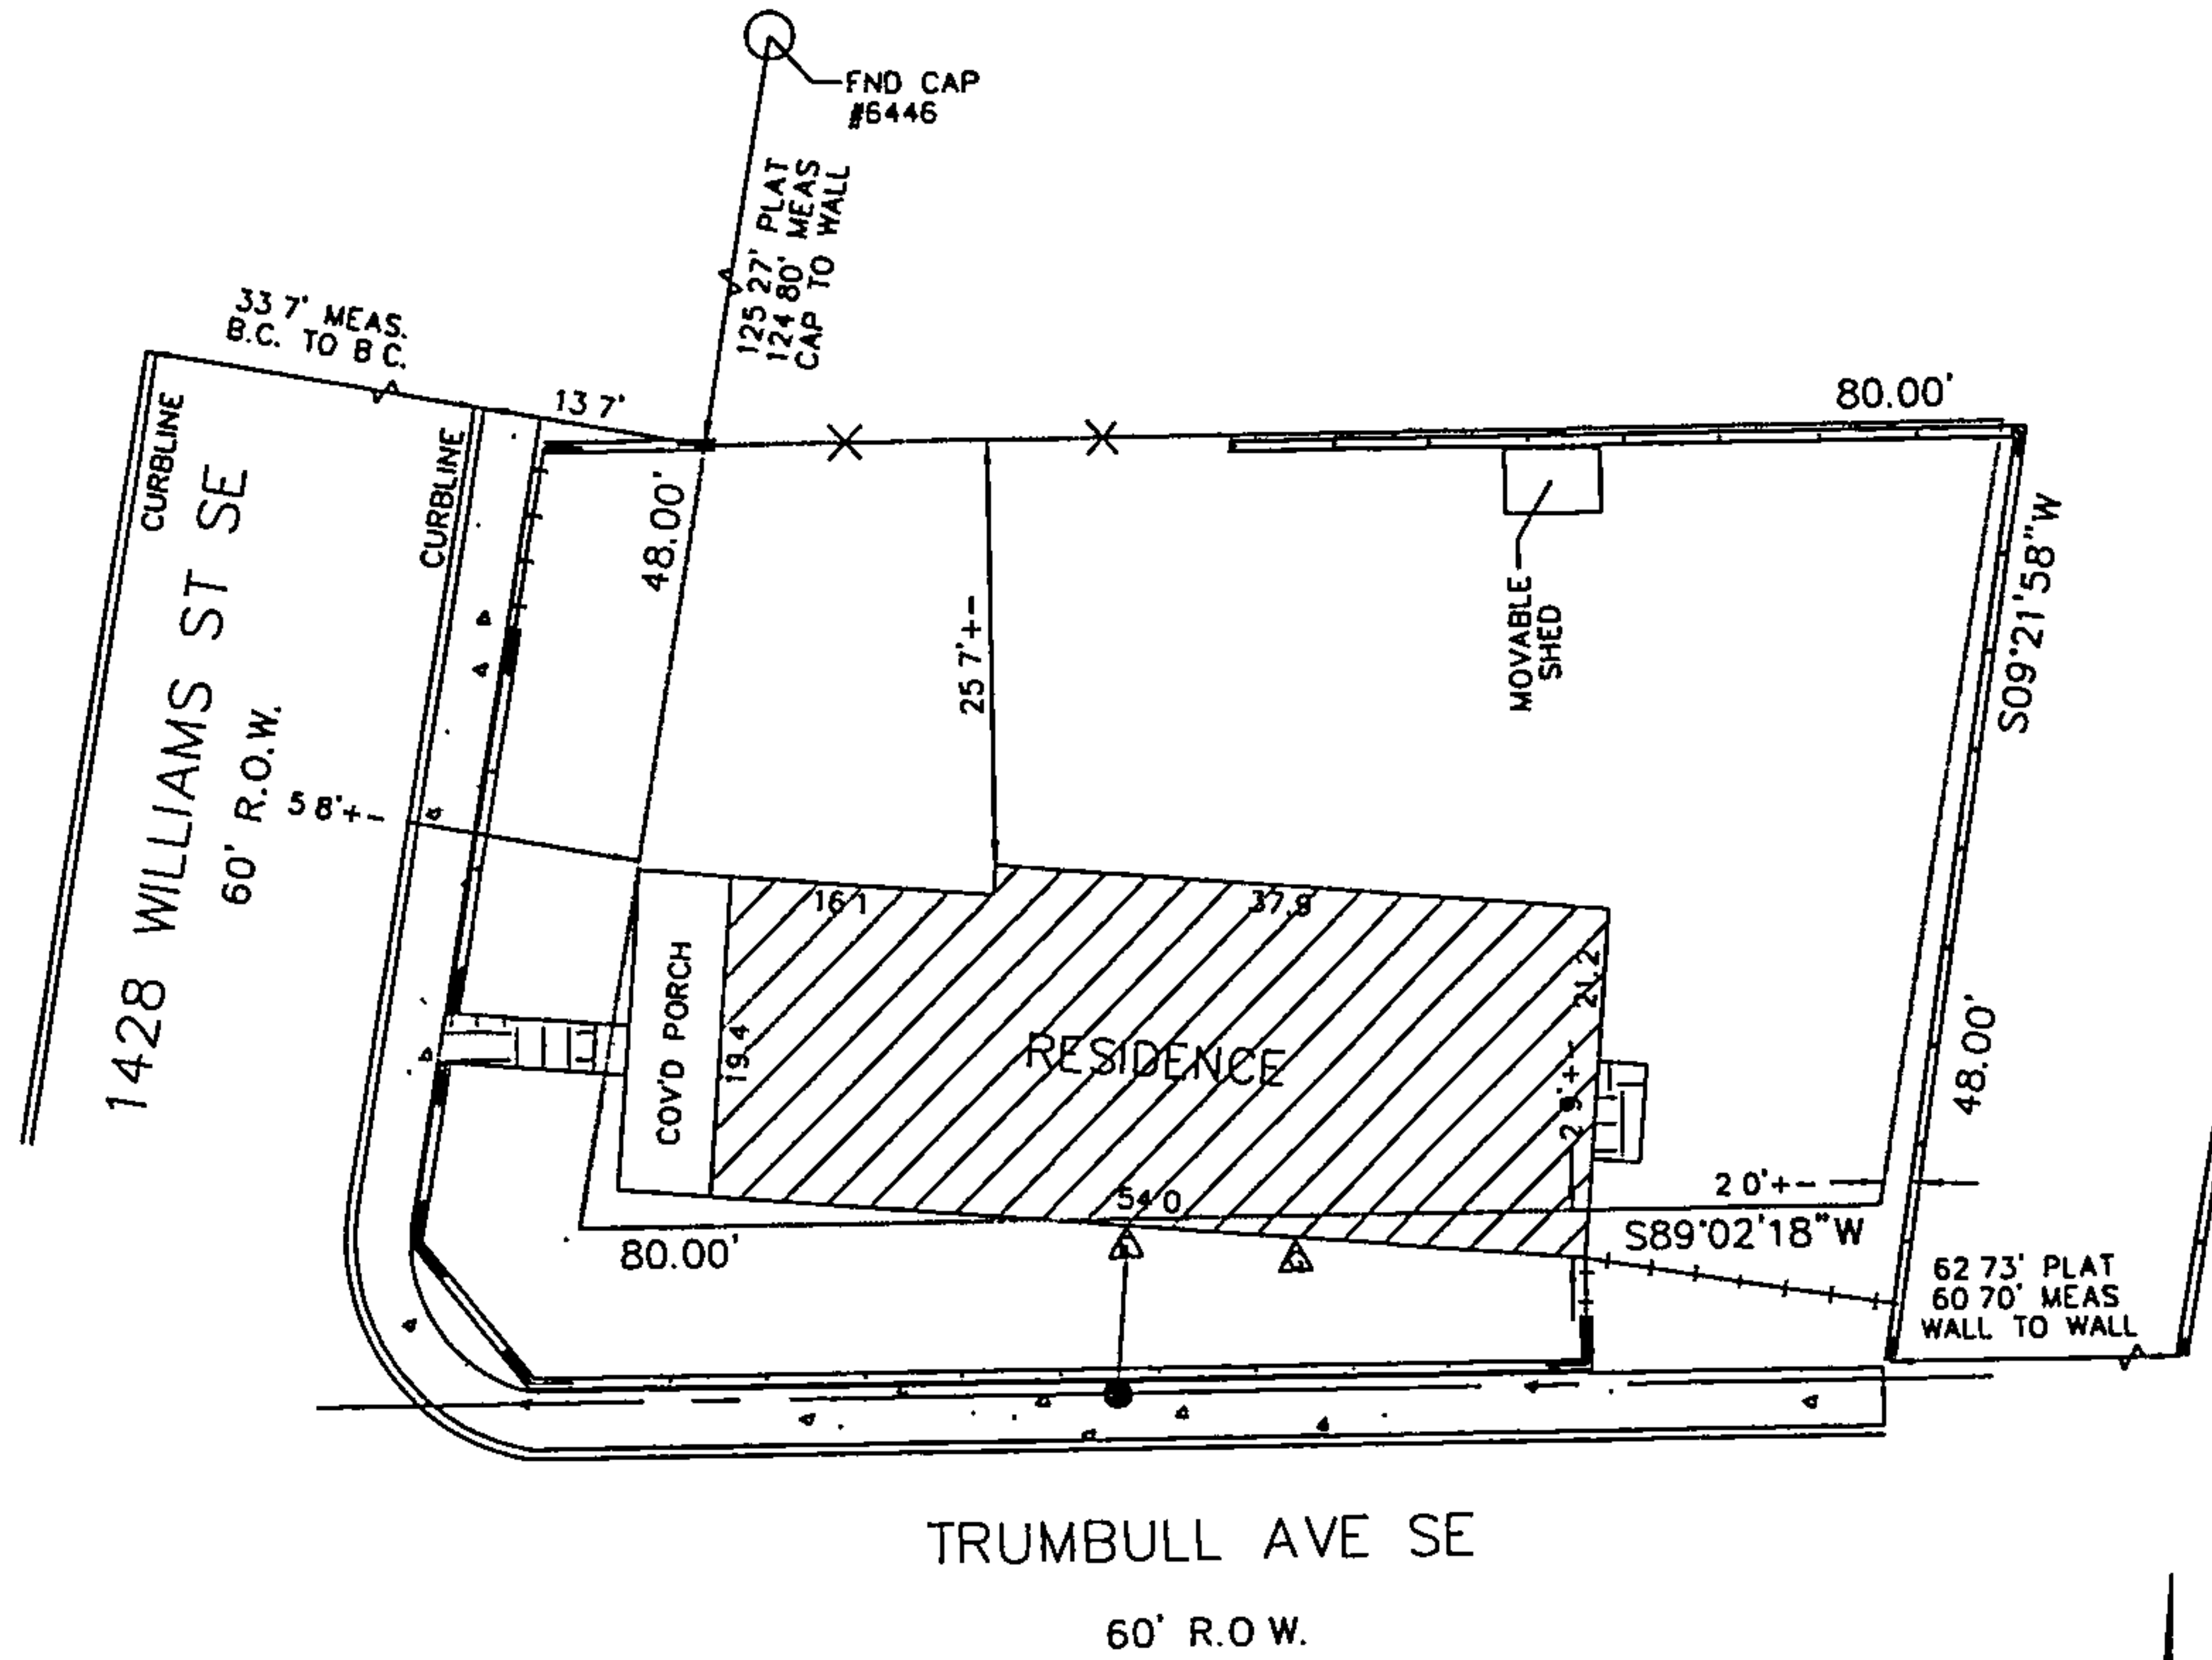 FND CAP
#6446
125 27' PLAT
124 80' MEAS
CAP TO WALL
33 7' MEAS.
B.C. TO B C.
13 7'
80.00'
CURBLINE
CURBLINE
48.00'
1428 WILLIAMS ST SE
60' R.O.W.
25 7'+-
MOVABLE
SHED
S09°21'58"W
5 8'+-
16 1
37.9
21.2
COV'D PORCH
19 4
RESIDENCE
48.00'
54 0
2 0'+-
80.00'
S89°02'18"W
62 73' PLAT
60 70' MEAS
WALL TO WALL
TRUMBULL AVE SE
60' R.O W.